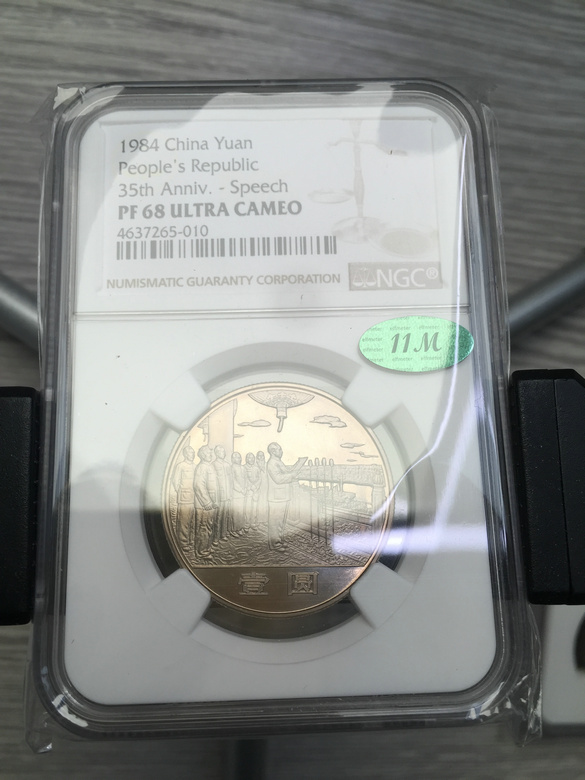 1984 China Yuan
People's Republic
35th Anniv. - Speech
PF 68 ULTRA CAMEO
4637265-010
NUMISMATIC GUARANTY CORPORATION
NGC®
11M
壹圆